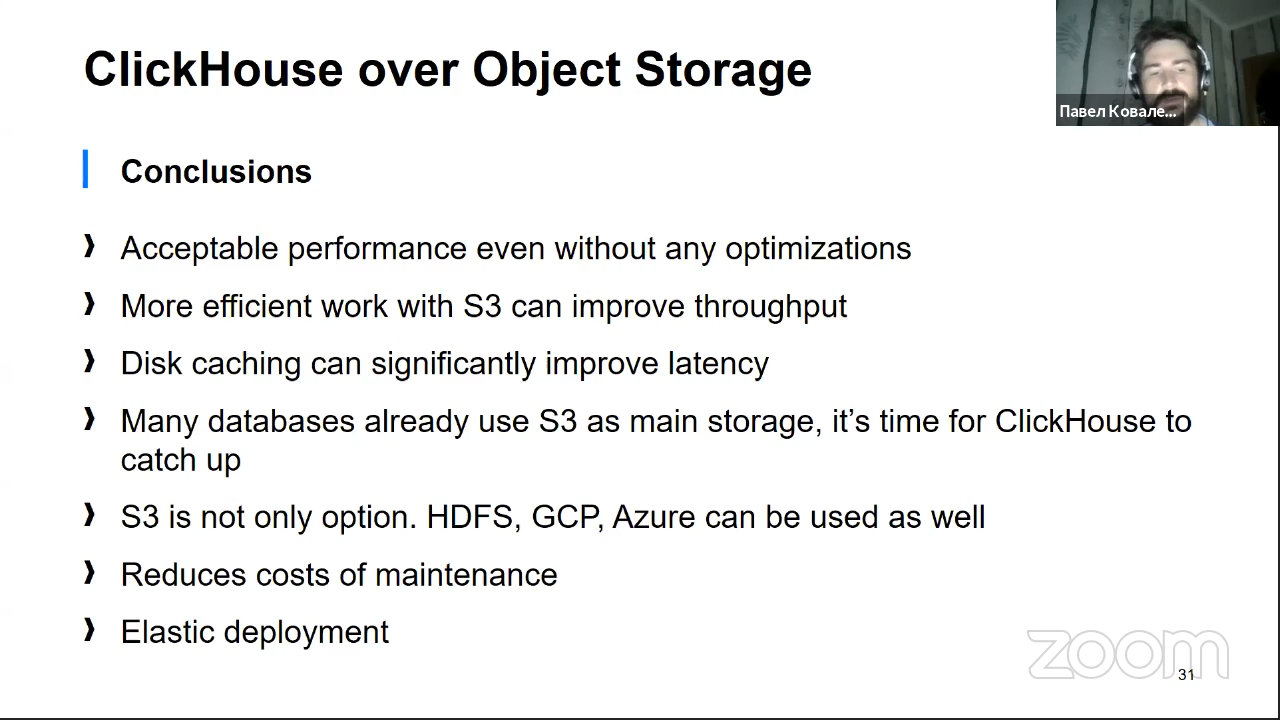 ClickHouse over Object Storage
Павел Ковале...
Conclusions
❱ Acceptable performance even without any optimizations
❱ More efficient work with S3 can improve throughput
❱ Disk caching can significantly improve latency
❱ Many databases already use S3 as main storage, it’s time for ClickHouse to
catch up
❱ S3 is not only option. HDFS, GCP, Azure can be used as well
❱ Reduces costs of maintenance
❱ Elastic deployment
zoom
31